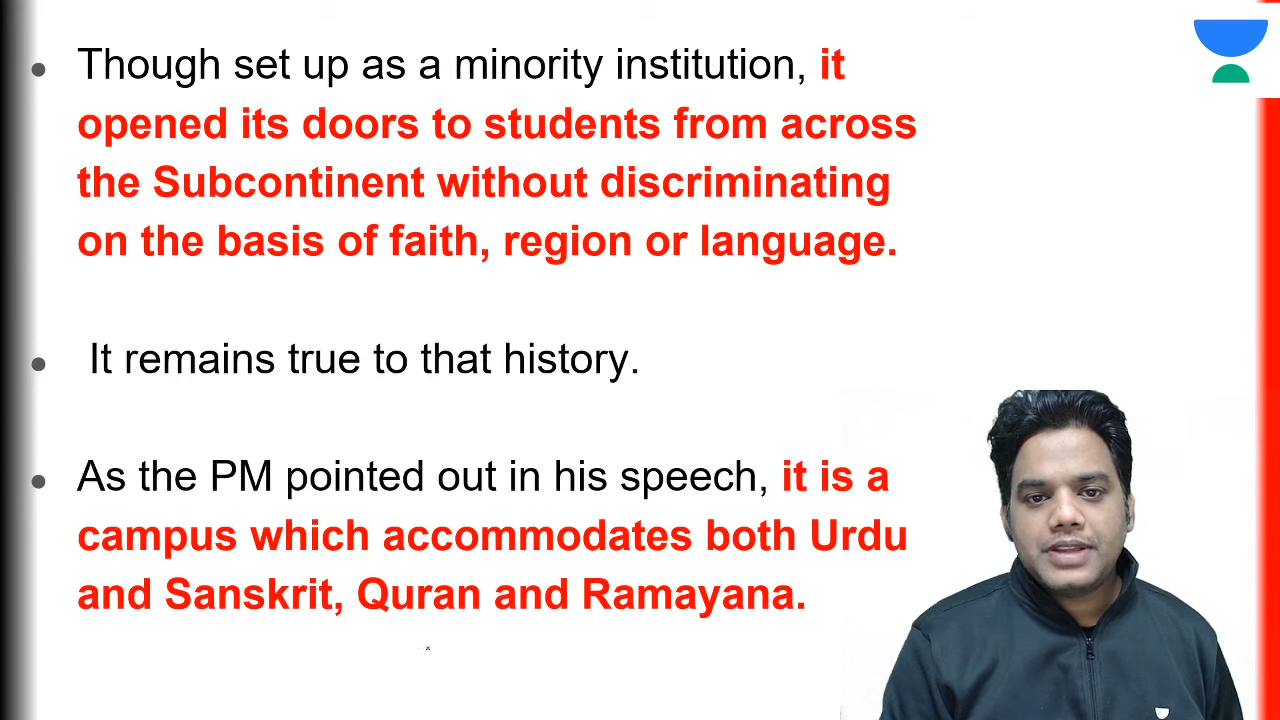 Though set up as a minority institution, it
opened its doors to students from across
the Subcontinent without discriminating
on the basis of faith, region or language.
It remains true to that history.
As the PM pointed out in his speech, it is a
campus which accommodates both Urdu
and Sanskrit, Quran and Ramayana.